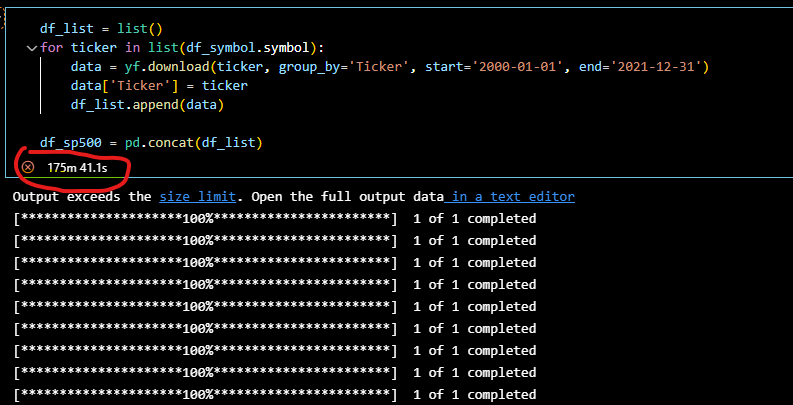 df_list = list()
for ticker in list(df_symbol.symbol):
    data = yf.download(ticker, group_by='Ticker', start='2000-01-01', end='2021-12-31')
    data['Ticker'] = ticker
    df_list.append(data)
df_sp500 = pd.concat(df_list)
175m 41.1s
Output exceeds the size limit. Open the full output data in a text editor
[*********************100%***********************]  1 of 1 completed
[*********************100%***********************]  1 of 1 completed
[*********************100%***********************]  1 of 1 completed
[*********************100%***********************]  1 of 1 completed
[*********************100%***********************]  1 of 1 completed
[*********************100%***********************]  1 of 1 completed
[*********************100%***********************]  1 of 1 completed
[*********************100%***********************]  1 of 1 completed
[*********************100%***********************]  1 of 1 completed